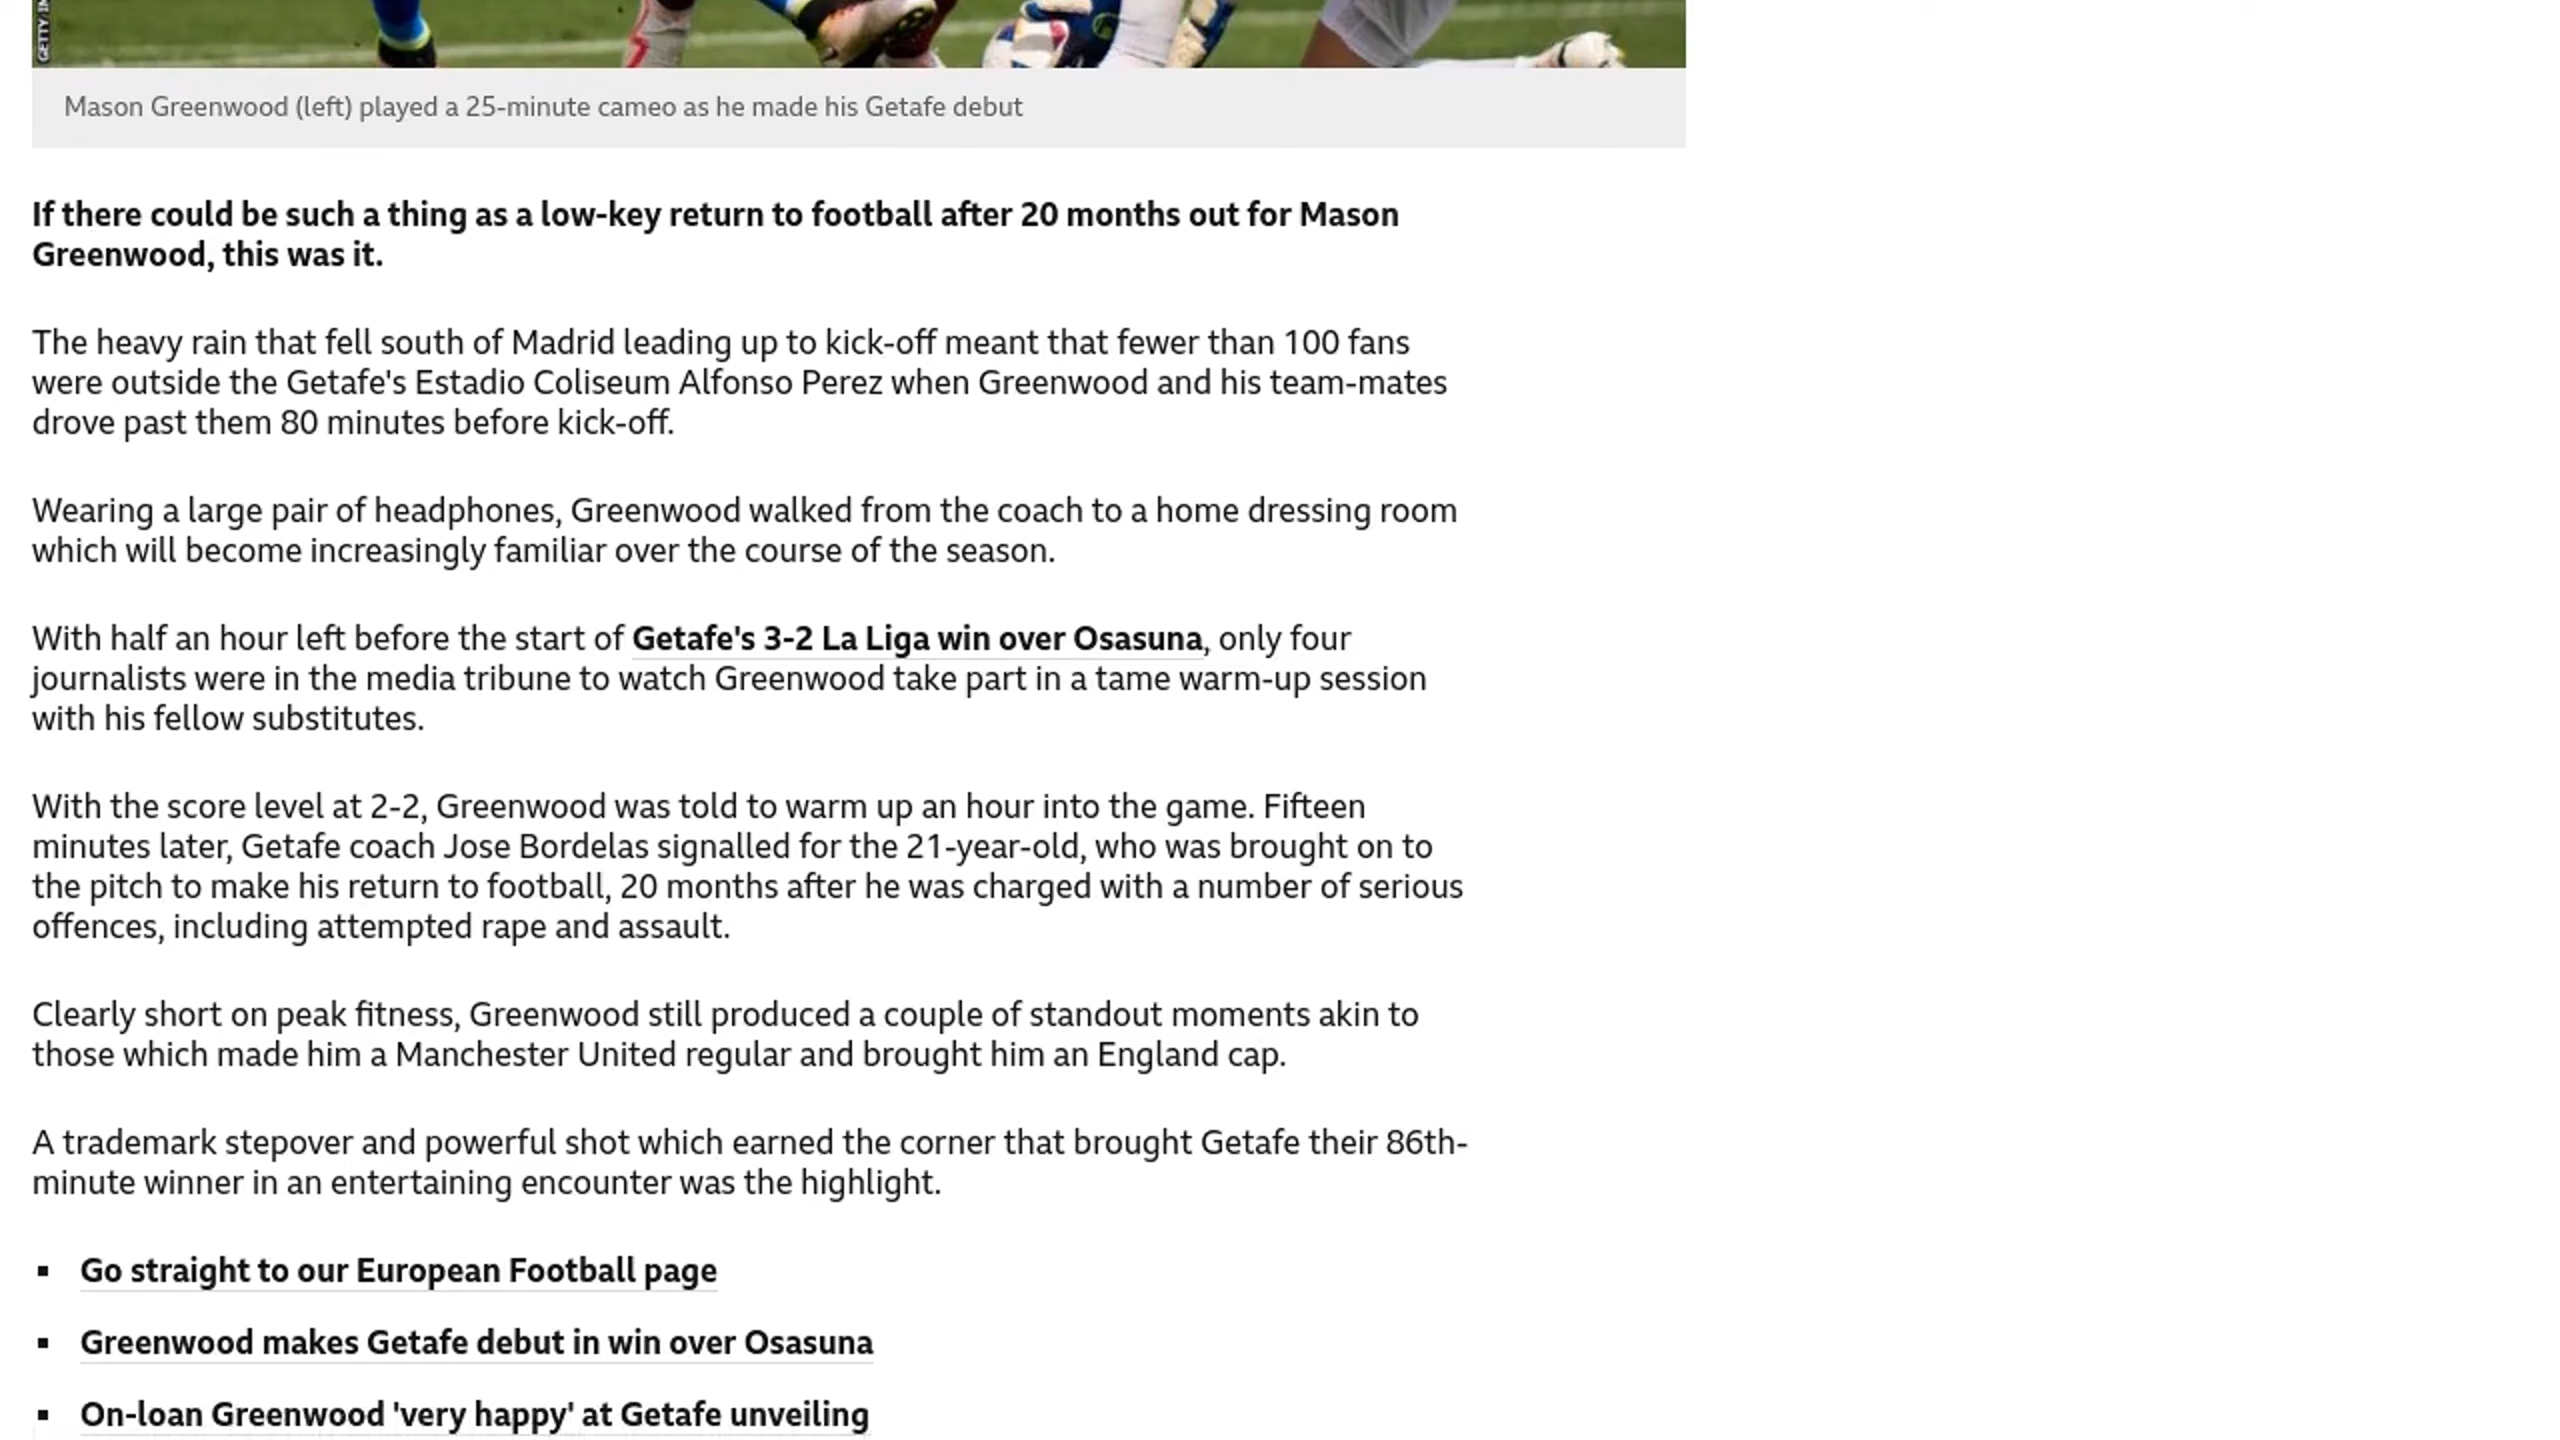 Mason Greenwood (left) played a 25-minute cameo as he made his Getafe debut
If there could be such a thing as a low-key return to football after 20 months out for Mason
Greenwood, this was it.
The heavy rain that fell south of Madrid leading up to kick-off meant that fewer than 100 fans
were outside the Getafe's Estadio Coliseum Alfonso Perez when Greenwood and his team-mates
drove past them 80 minutes before kick-off.
Wearing a large pair of headphones, Greenwood walked from the coach to a home dressing room
which will become increasingly familiar over the course of the season.
With half an hour left before the start of Getafe's 3-2 La Liga win over Osasuna, only four
journalists were in the media tribune to watch Greenwood take part in a tame warm-up session
with his fellow substitutes.
With the score level at 2-2, Greenwood was told to warm up an hour into the game. Fifteen
minutes later, Getafe coach Jose Bordelas signalled for the 21-year-old, who was brought on to
the pitch to make his return to football, 20 months after he was charged with a number of serious
offences, including attempted rape and assault.
Clearly short on peak fitness, Greenwood still produced a couple of standout moments akin to
those which made him a Manchester United regular and brought him an England cap.
A trademark stepover and powerful shot which earned the corner that brought Getafe their 86th-
minute winner in an entertaining encounter was the highlight.
▪ Go straight to our European Football page
▪ Greenwood makes Getafe debut in win over Osasuna
▪ On-loan Greenwood 'very happy' at Getafe unveiling